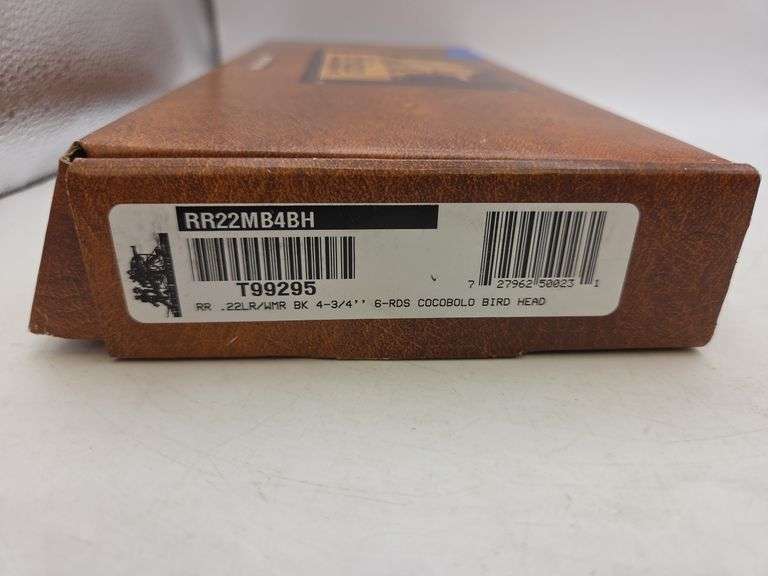 RR22MB4BH
T99295
7 27962 50023 1
RR .22LR/WMR BK 4-3/4'' 6-RDS COCOBOLO BIRD HEAD